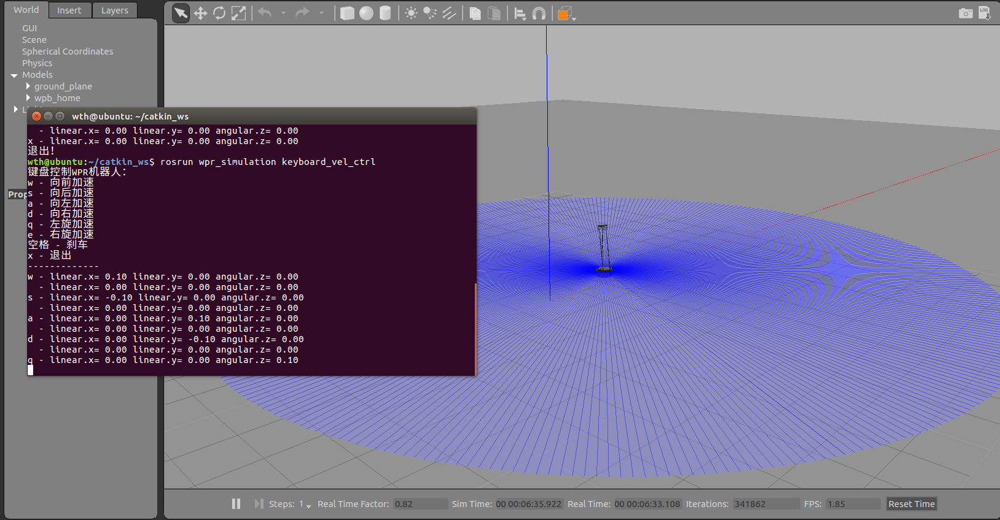 World Insert Layers
GUI
Scene
Spherical Coordinates
Physics
Models
ground_plane
wpb_home
wth@ubuntu: ~/catkin_ws
- linear.x= 0.00 linear.y= 0.00 angular.z= 0.00
x - linear.x= 0.00 linear.y= 0.00 angular.z= 0.00
退出！
wth@ubuntu:~/catkin_ws$ rosrun wpr_simulation keyboard_vel_ctrl
键盘控制WPR机器人：
w - 向前加速
s - 向后加速
a - 向左加速
d - 向右加速
q - 左旋加速
e - 右旋加速
空格 - 刹车
x - 退出
-------------
w - linear.x= 0.10 linear.y= 0.00 angular.z= 0.00
- linear.x= 0.00 linear.y= 0.00 angular.z= 0.00
s - linear.x= -0.10 linear.y= 0.00 angular.z= 0.00
- linear.x= 0.00 linear.y= 0.00 angular.z= 0.00
a - linear.x= 0.00 linear.y= 0.10 angular.z= 0.00
- linear.x= 0.00 linear.y= 0.00 angular.z= 0.00
d - linear.x= 0.00 linear.y= -0.10 angular.z= 0.00
- linear.x= 0.00 linear.y= 0.00 angular.z= 0.00
q - linear.x= 0.00 linear.y= 0.00 angular.z= 0.10
Prop
LOG
Steps: 1 Real Time Factor: 0.82 Sim Time: 00 00:06:35.922 Real Time: 00 00:06:33.108 Iterations: 341862 FPS: 1.85 Reset Time